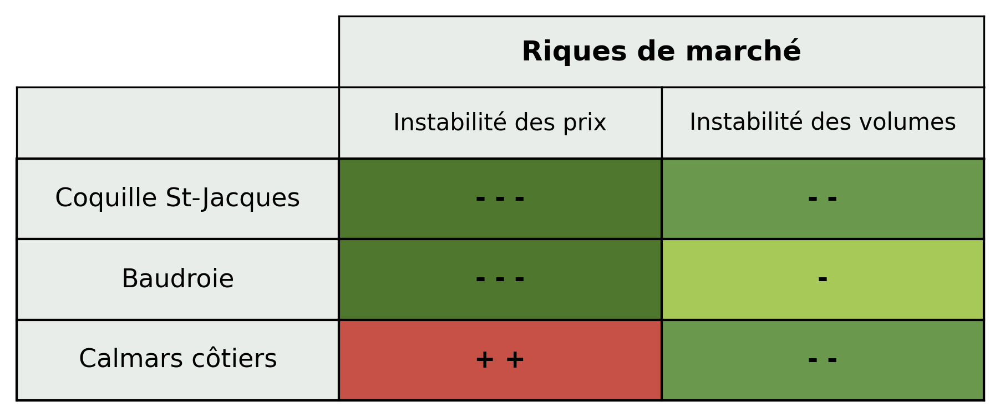 Riques de marché
Instabilité des prix
Instabilité des volumes
Coquille St-Jacques
- - -
- -
Baudroie
- - -
-
Calmars côtiers
+ +
- -